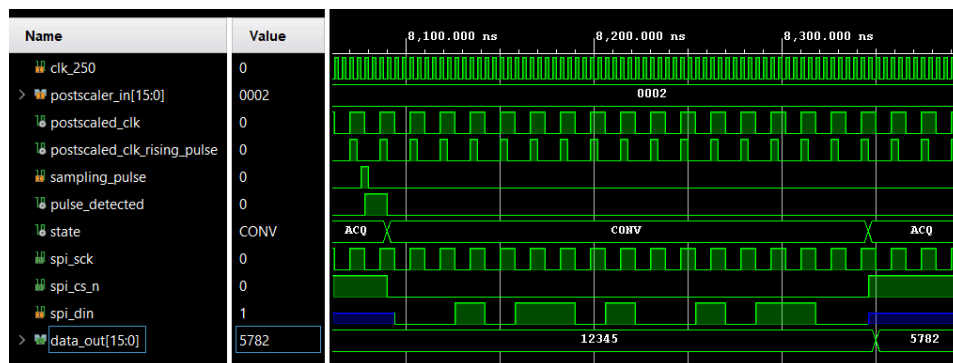 Name Value
8,100.000 ns 8,200.000 ns 8,300.000 ns
clk_250 0
postscaler_in[15:0] 0002 0002
postscaled_clk 0
postscaled_clk_rising_pulse 0
sampling_pulse 0
pulse_detected 0
state CONV ACQ CONV ACQ
spi_sck 0
spi_cs_n 0
spi_din 1
data_out[15:0] 5782 12345 5782